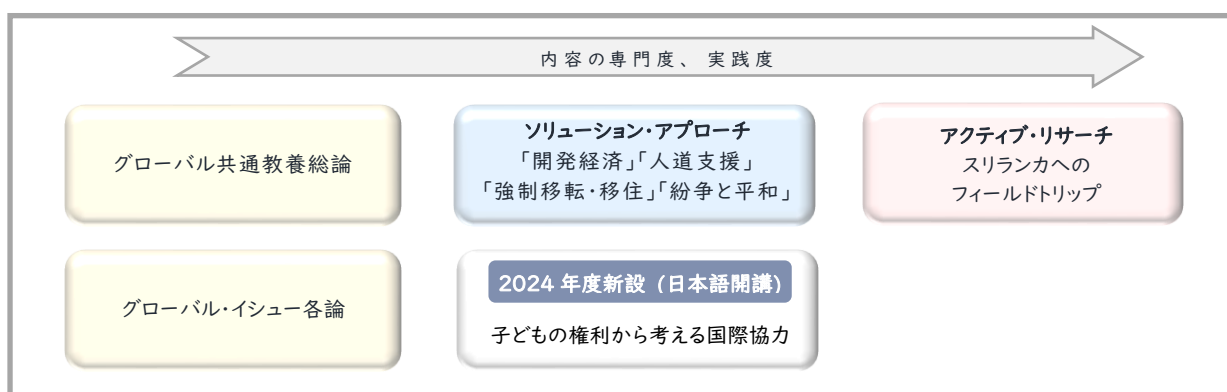 内容の専門度、実践度
グローバル共通教養総論
ソリューション・アプローチ
「開発経済」「人道支援」
「強制移転・移住」「紛争と平和」
アクティブ・リサーチ
スリランカへの
フィールドトリップ
グローバル・イシュー各論
2024 年度新設（日本語開講）
子どもの権利から考える国際協力